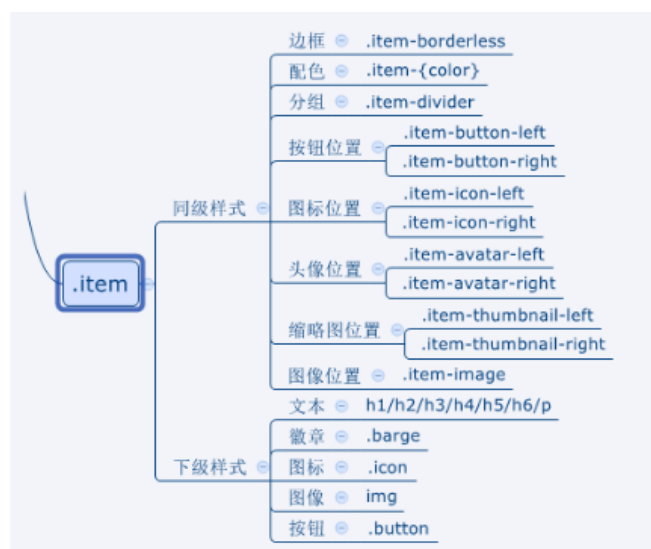 边框 .item-borderless
配色 .item-{color}
分组 .item-divider
按钮位置 .item-button-left
.item-button-right
同级样式
图标位置 .item-icon-left
.item-icon-right
头像位置 .item-avatar-left
.item-avatar-right
.item
缩略图位置 .item-thumbnail-left
.item-thumbnail-right
图像位置 .item-image
文本 h1/h2/h3/h4/h5/h6/p
徽章 .barge
下级样式
图标 .icon
图像 img
按钮 .button